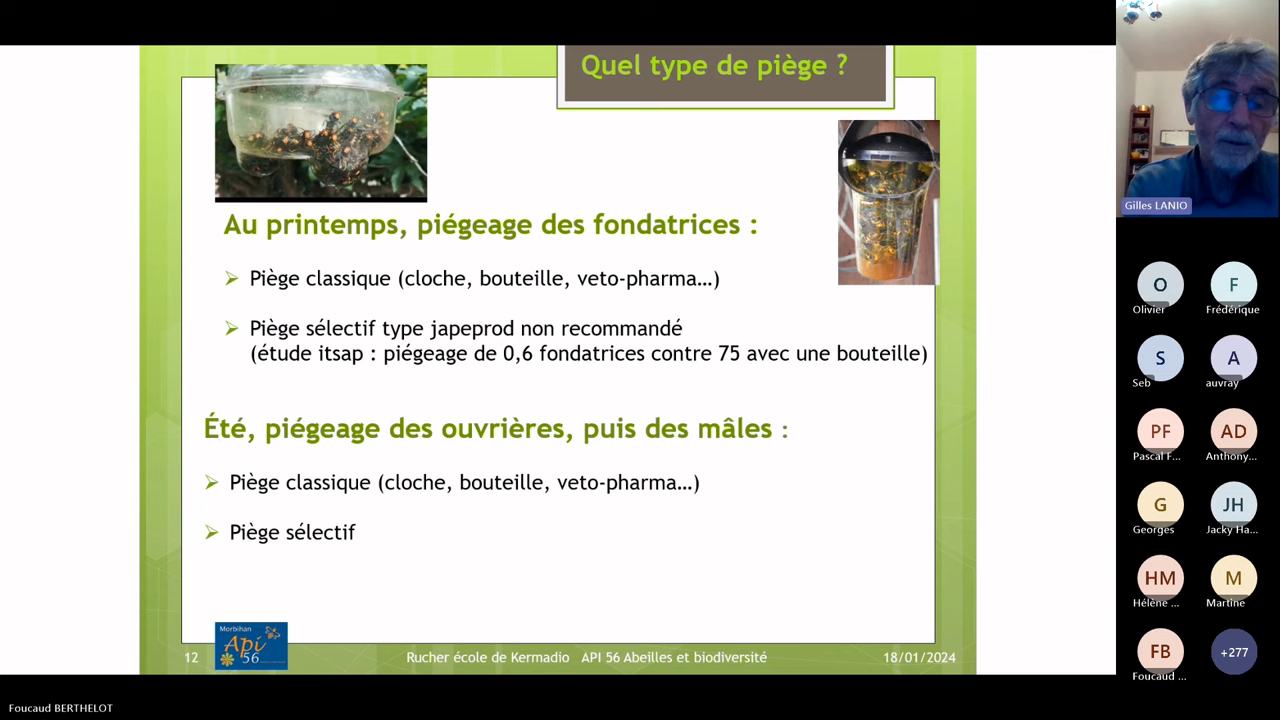 Quel type de piège ?
Au printemps, piégeage des fondatrices :
Piège classique (cloche, bouteille, veto-pharma…)
Piège sélectif type japeprod non recommandé
(étude itsap : piégeage de 0,6 fondatrices contre 75 avec une bouteille)
Été, piégeage des ouvrières, puis des mâles :
Piège classique (cloche, bouteille, veto-pharma…)
Piège sélectif
12
Morbihan
Api
56
Rucher école de Kermadio API 56 Abeilles et biodiversité
18/01/2024
Gilles LANIO
O
Olivier
F
Frédérique
S
Seb
A
auvray
PF
Pascal F...
AD
Anthony...
G
Georges
JH
Jacky Ha...
HM
Hélène ...
M
Martine
FB
Foucaud ...
+277
Foucaud BERTHELOT